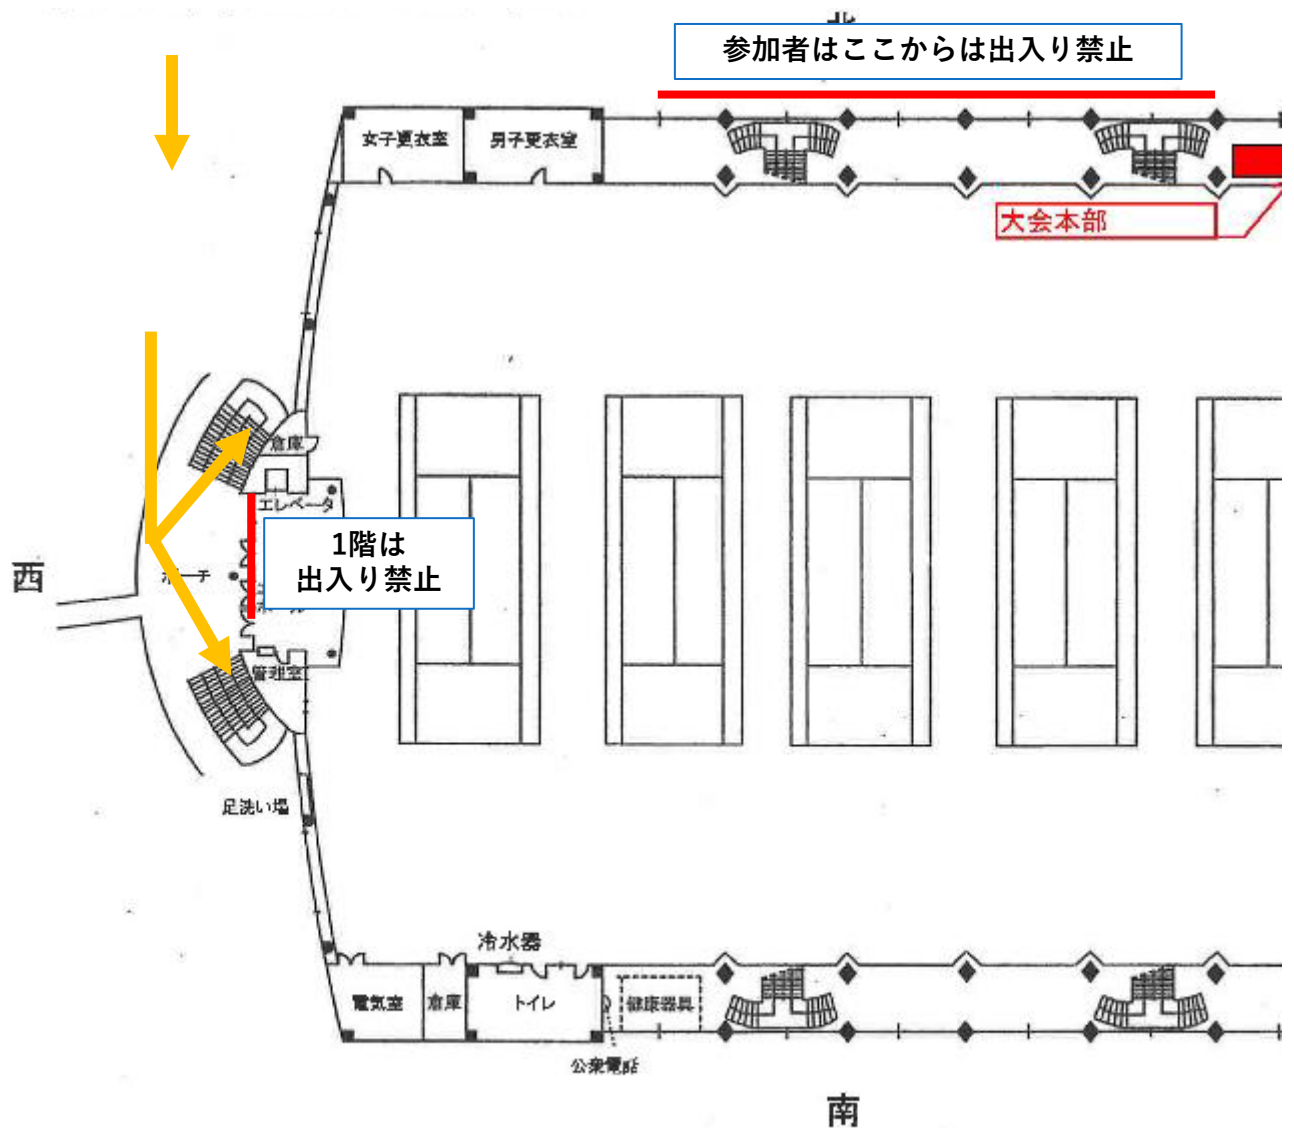 北
参加者はここからは出入り禁止
女子更衣室
男子更衣室
大会本部
倉庫
エレベータ
1階は
出入り禁止
西
ポーチ
管理室
足洗い場
冷水器
電気室
倉庫
トイレ
健康器具
公衆電話
南